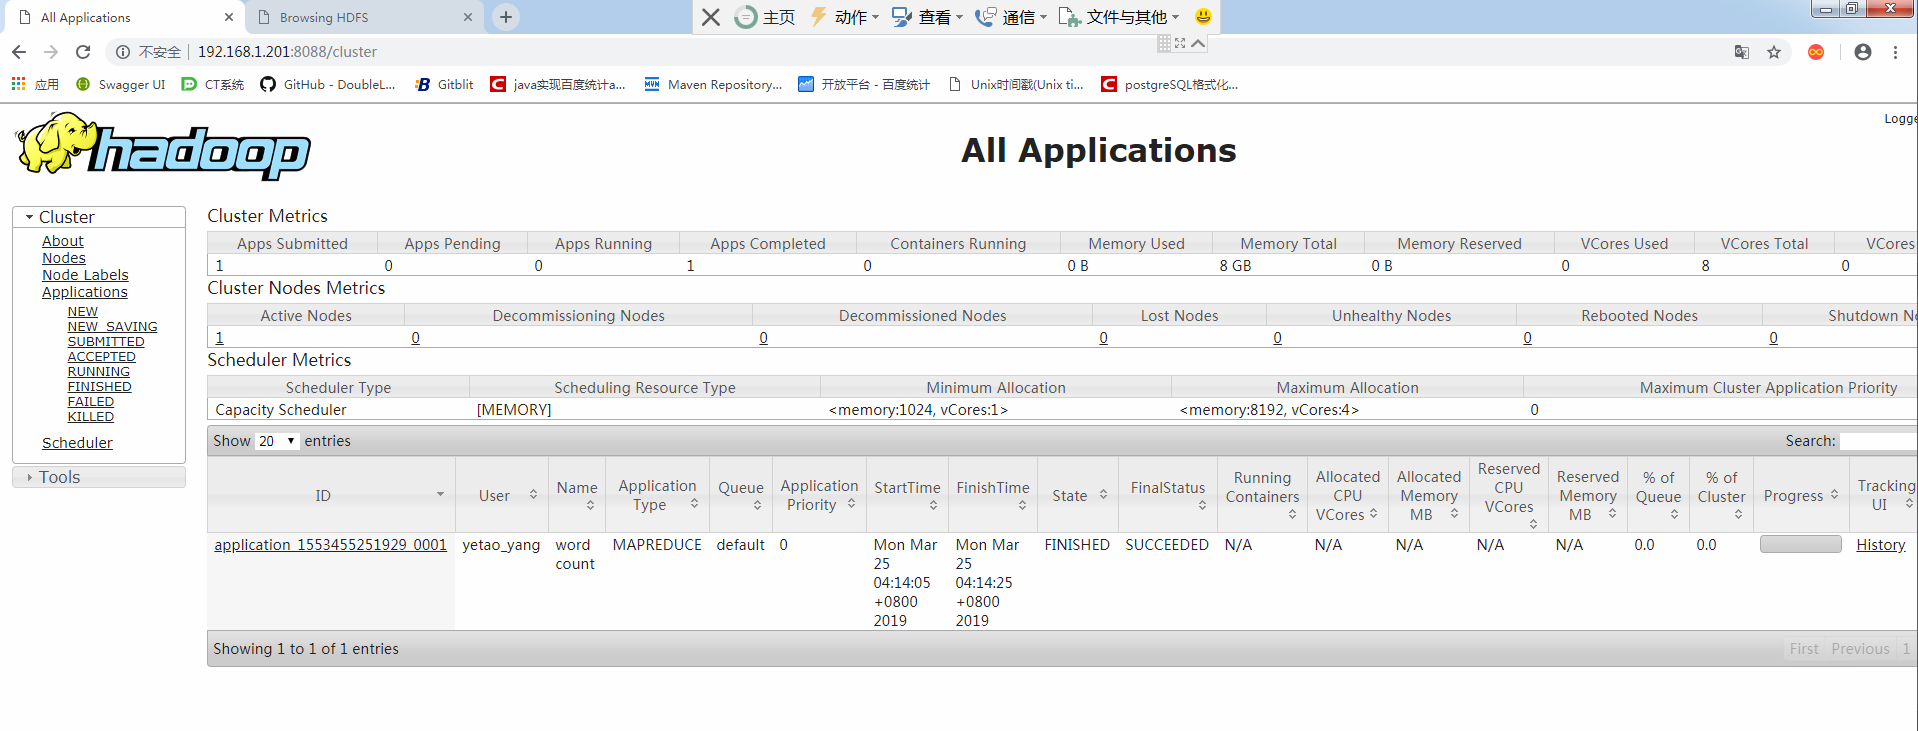 All Applications
Browsing HDFS
主页
动作
查看
通信
文件与其他
不安全
192.168.1.201:8088/cluster
应用
Swagger UI
CT系统
GitHub - DoubleL...
Gitblit
java实现百度统计a...
Maven Repository...
开放平台 - 百度统计
Unix时间戳(Unix ti...
postgreSQL格式化...
hadoop
All Applications
Logge
Cluster
About
Nodes
Node Labels
Applications
NEW
NEW_SAVING
SUBMITTED
ACCEPTED
RUNNING
FINISHED
FAILED
KILLED
Scheduler
Tools
Cluster Metrics
Apps Submitted Apps Pending Apps Running Apps Completed Containers Running Memory Used Memory Total Memory Reserved VCores Used VCores Total VCores
1 0 0 1 0 0 B 8 GB 0 B 0 8 0
Cluster Nodes Metrics
Active Nodes Decommissioning Nodes Decommissioned Nodes Lost Nodes Unhealthy Nodes Rebooted Nodes Shutdown No
1 0 0 0 0 0 0
Scheduler Metrics
Scheduler Type Scheduling Resource Type Minimum Allocation Maximum Allocation Maximum Cluster Application Priority
Capacity Scheduler [MEMORY] <memory:1024, vCores:1> <memory:8192, vCores:4> 0
Show 20 entries Search:
ID User Name Application Type Queue Application Priority StartTime FinishTime State FinalStatus Running Containers Allocated CPU VCores Allocated Memory MB Reserved CPU VCores Reserved Memory MB % of Queue % of Cluster Progress Tracking UI
application_1553455251929_0001 yetao_yang word count MAPREDUCE default 0 Mon Mar 25 04:14:05 +0800 2019 Mon Mar 25 04:14:25 +0800 2019 FINISHED SUCCEEDED N/A N/A N/A N/A N/A 0.0 0.0 History
Showing 1 to 1 of 1 entries First Previous 1